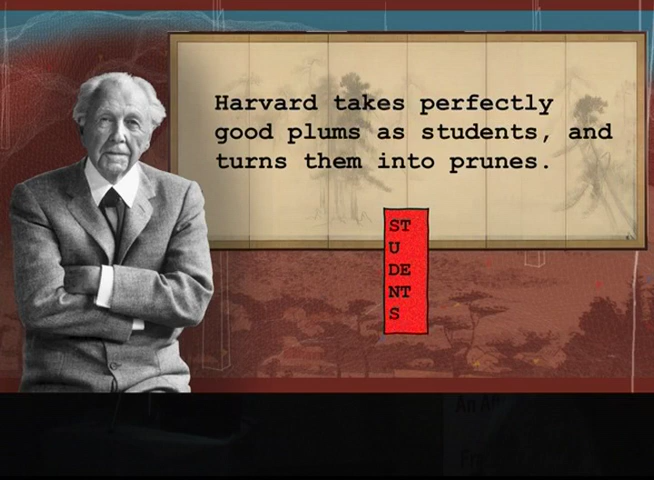 Harvard takes perfectly
good plums as students, and
turns them into prunes.
ST
U
DE
NT
S